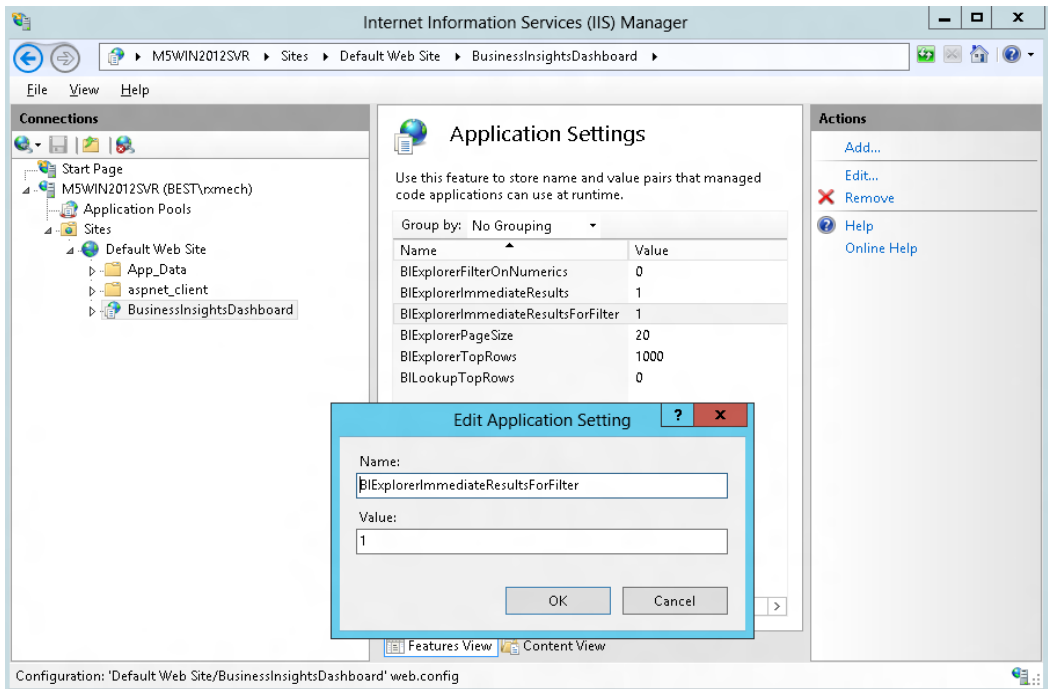 Internet Information Services (IIS) Manager
M5WIN2012SVR Sites Default Web Site BusinessInsightsDashboard
File View Help
Connections
Start Page
M5WIN2012SVR (BEST\rxmech)
Application Pools
Sites
Default Web Site
App_Data
aspnet_client
BusinessInsightsDashboard
Application Settings
Use this feature to store name and value pairs that managed
code applications can use at runtime.
Group by: No Grouping
Name Value
BIExplorerFilterOnNumerics 0
BIExplorerImmediateResults 1
BIExplorerImmediateResultsForFilter 1
BIExplorerPageSize 20
BIExplorerTopRows 1000
BILookupTopRows 0
Edit Application Setting ? x
Name:
BIExplorerImmediateResultsForFilter
Value:
1
OK Cancel
Features View Content View
Actions
Add...
Edit...
Remove
Help
Online Help
Configuration: 'Default Web Site/BusinessInsightsDashboard' web.config